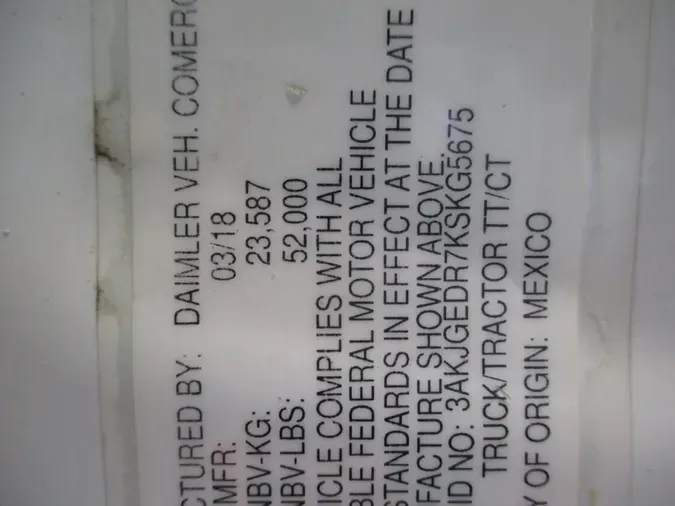 CTURED BY: DAIMLER VEH. COMERC
MFR: 03/18
NBV-KG: 23,587
NBV-LBS: 52,000
ICLE COMPLIES WITH ALL
BLE FEDERAL MOTOR VEHICLE
STANDARDS IN EFFECT AT THE DATE
FACTURE SHOWN ABOVE.
ID NO: 3AKJGEDR7KSKG5675
TRUCK/TRACTOR TT/CT
Y OF ORIGIN: MEXICO